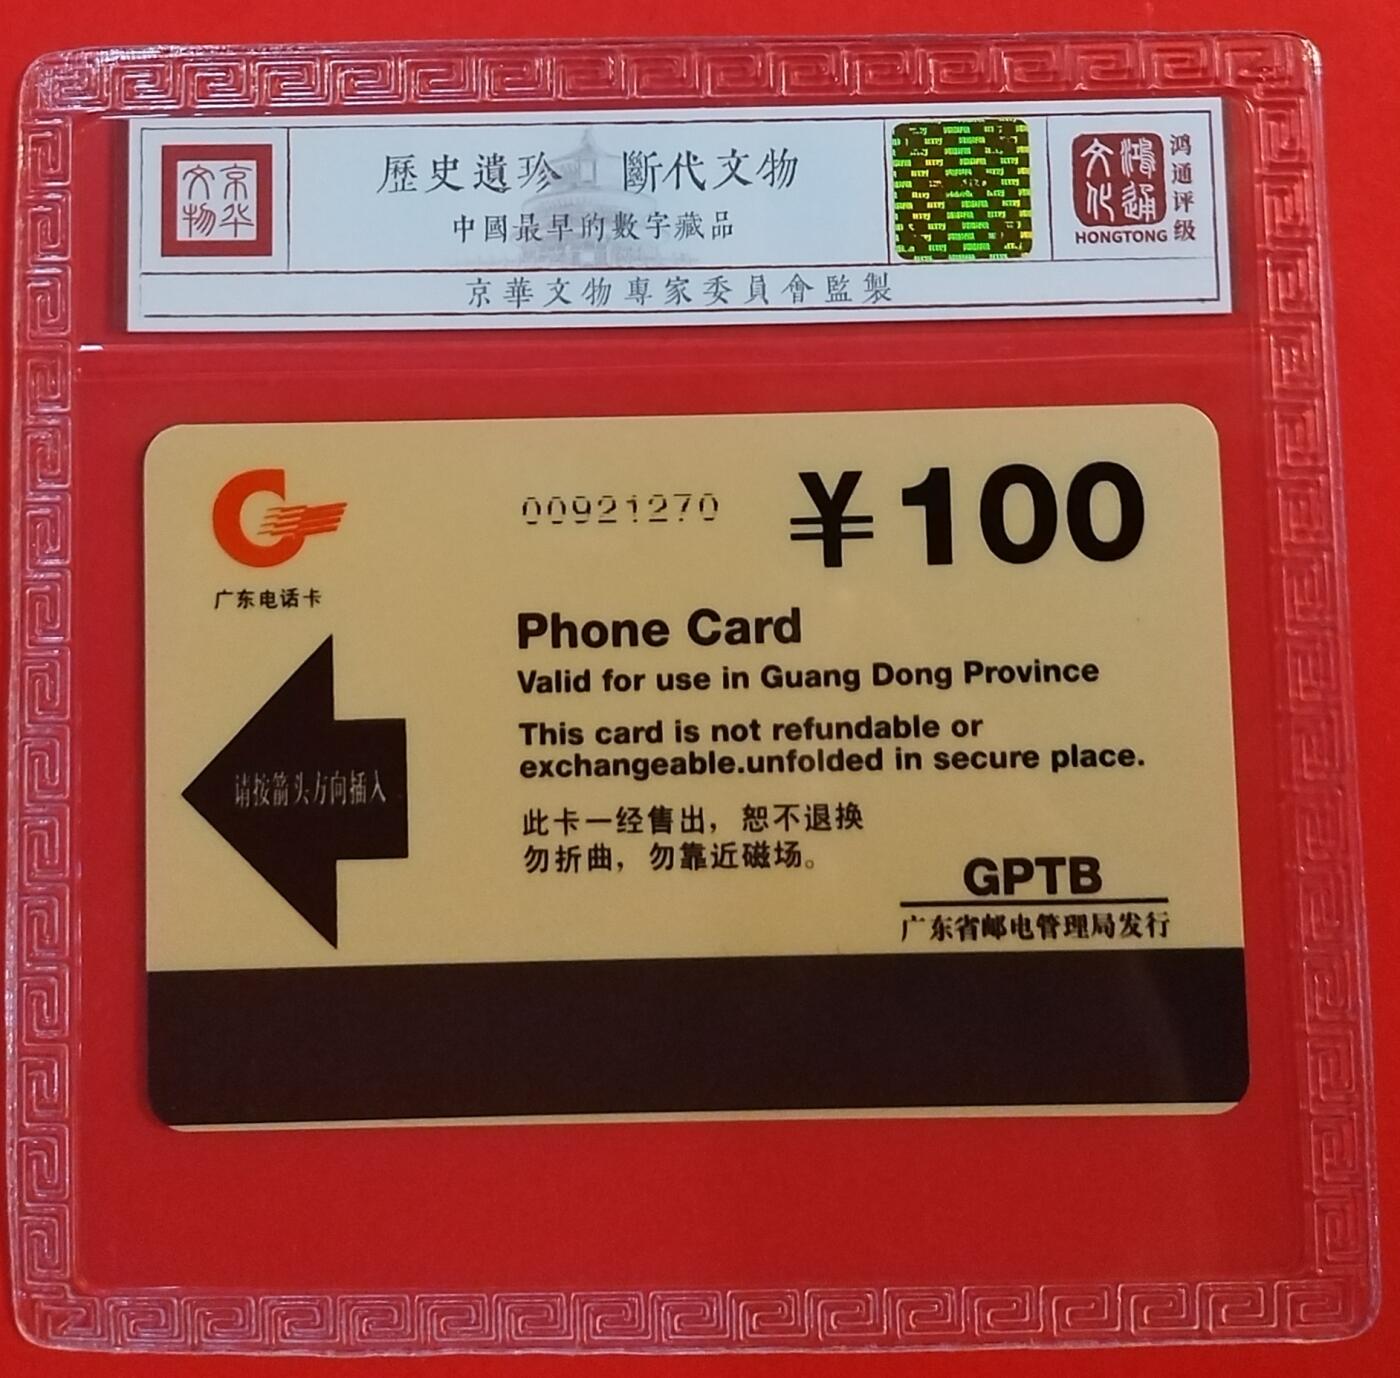 京华文物
歷史遺珍 斷代文物
中國最早的數字藏品
京華文物專家委員會監製
鸿通文化
HONGTONG
鸿通评级
00921270
¥100
广东电话卡
Phone Card
Valid for use in Guang Dong Province
This card is not refundable or
exchangeable.unfolded in secure place.
请按箭头方向插入
此卡一经售出，恕不退换
勿折曲，勿靠近磁场。
GPTB
广东省邮电管理局发行